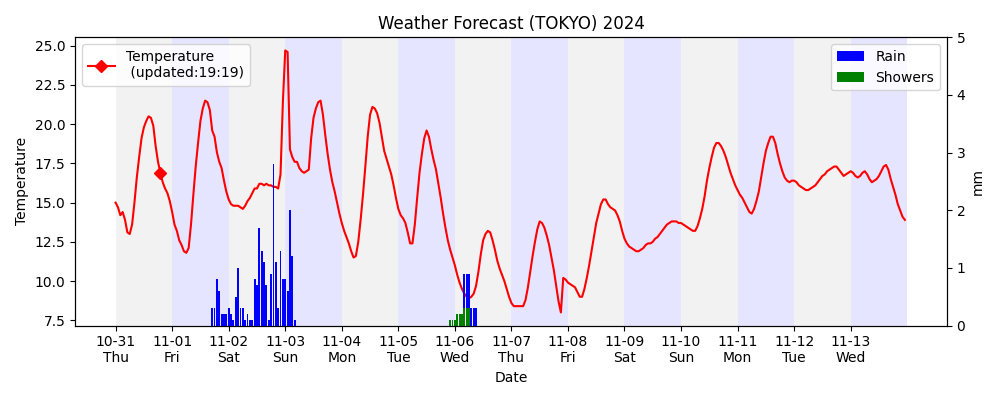 Weather Forecast (TOKYO) 2024
Temperature
(updated:19:19)
Rain
Showers
25.0
22.5
20.0
17.5
15.0
12.5
10.0
7.5
Temperature
5
4
3
2
1
0
mm
10-31 11-01 11-02 11-03 11-04 11-05 11-06 11-07 11-08 11-09 11-10 11-11 11-12 11-13
Thu Fri Sat Sun Mon Tue Wed Thu Fri Sat Sun Mon Tue Wed
Date